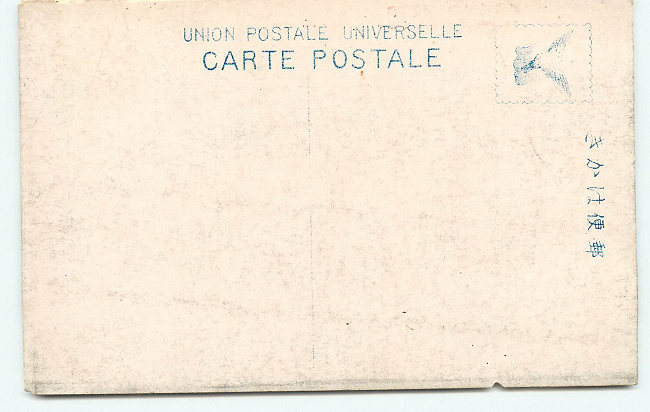 UNION POSTALE UNIVERSELLE
CARTE POSTALE
郵便はかき